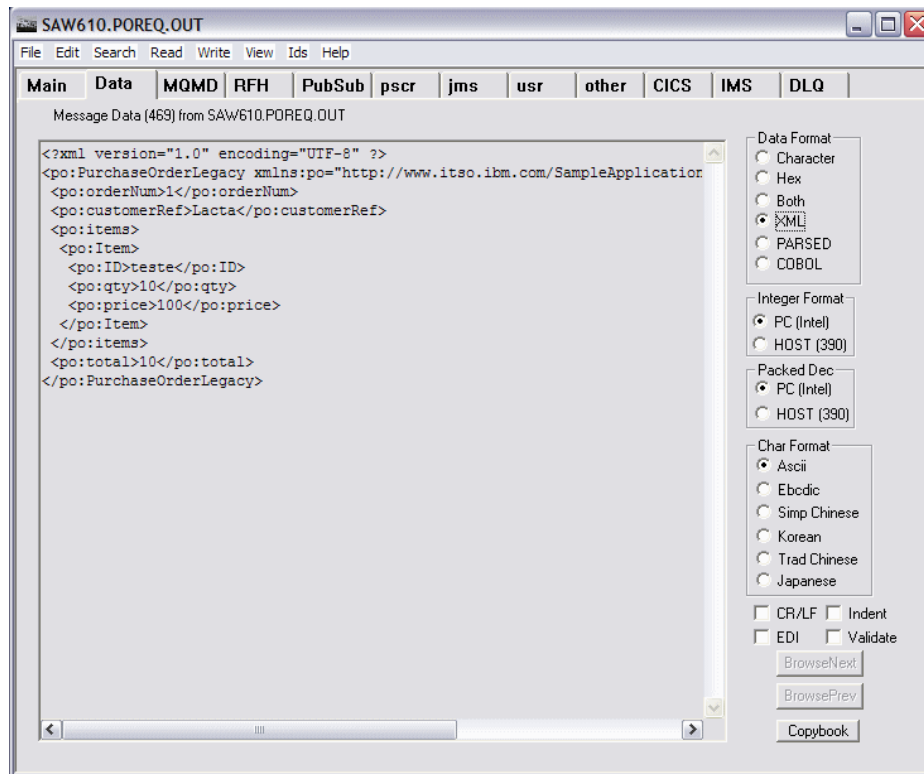 SAW610.POREQ.OUT
File Edit Search Read Write View Ids Help
Main Data MQMD RFH PubSub pscr jms usr other CICS IMS DLQ
Message Data (469) from SAW610.POREQ.OUT
<?xml version="1.0" encoding="UTF-8" ?>
<po:PurchaseOrderLegacy xmlns:po="http://www.itso.ibm.com/SampleApplication
<po:orderNum>1</po:orderNum>
<po:customerRef>Lacta</po:customerRef>
<po:items>
<po:Item>
<po:ID>teste</po:ID>
<po:qty>10</po:qty>
<po:price>100</po:price>
</po:Item>
</po:items>
<po:total>10</po:total>
</po:PurchaseOrderLegacy>
Data Format
Character
Hex
Both
XML
PARSED
COBOL
Integer Format
PC (Intel)
HOST (390)
Packed Dec
PC (Intel)
HOST (390)
Char Format
Ascii
Ebcdic
Simp Chinese
Korean
Trad Chinese
Japanese
CR/LF Indent
EDI Validate
BrowseNext
BrowsePrev
Copybook